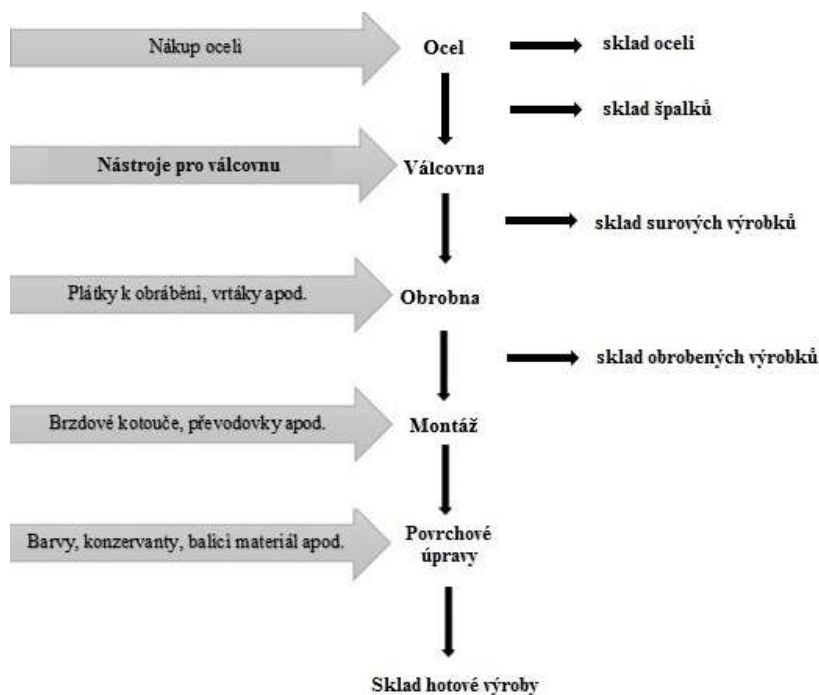 Nákup oceli
Ocel
sklad oceli
sklad špalků
Nástroje pro válcovnu
Válcovna
sklad surových výrobků
Plátky k obrábění, vrtáky apod.
Obrobna
sklad obrobených výrobků
Brzdové kotouče, převodovky apod.
Montáž
Barvy, konzervanty, balicí materiál apod.
Povrchové
úpravy
Sklad hotové výroby